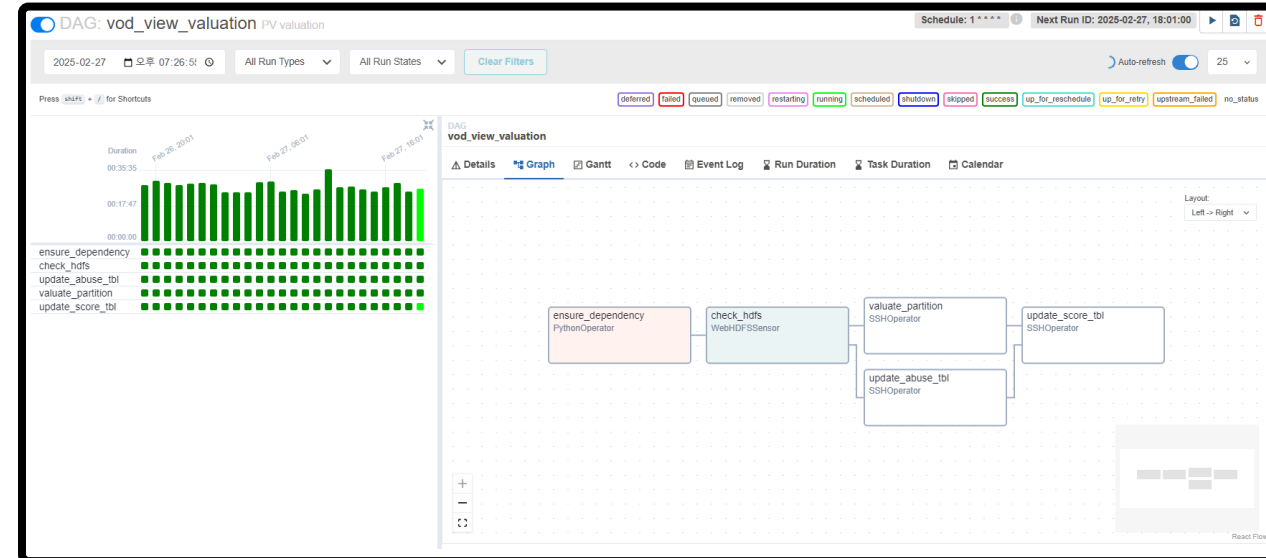 DAG: vod_view_valuation PV valuation
Schedule: 1 * * * *
Next Run ID: 2025-02-27, 18:01:00
2025-02-27 오후 07:26:5
All Run Types
All Run States
Clear Filters
Auto-refresh
25
Press shift + / for Shortcuts
deferred failed queued removed restarting running scheduled shutdown skipped success up_for_reschedule up_for_retry upstream_failed no_status
Duration
Feb 26, 20:01
Feb 27, 06:01
Feb 27, 16:01
00:35:35
00:17:47
00:00:00
ensure_dependency
check_hdfs
update_abuse_tbl
valuate_partition
update_score_tbl
DAG
vod_view_valuation
Details
Graph
Gantt
<> Code
Event Log
Run Duration
Task Duration
Calendar
Layout:
Left -> Right
ensure_dependency
PythonOperator
check_hdfs
WebHDFSSensor
valuate_partition
SSHOperator
update_abuse_tbl
SSHOperator
update_score_tbl
SSHOperator
React Flow